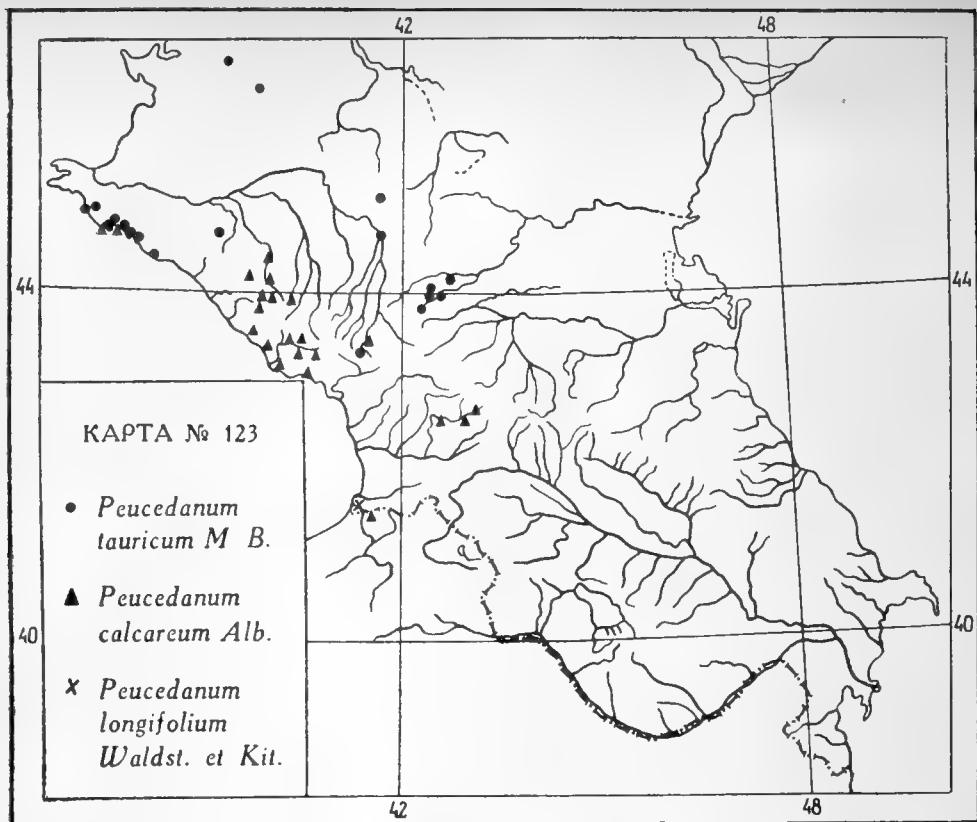 42 48
44 44
КАРТА № 123
Peucedanum
tauricum M B.
Peucedanum
calcareum Alb.
40 40
Peucedanum
longifolium
Waldst. et Kit.
42 48